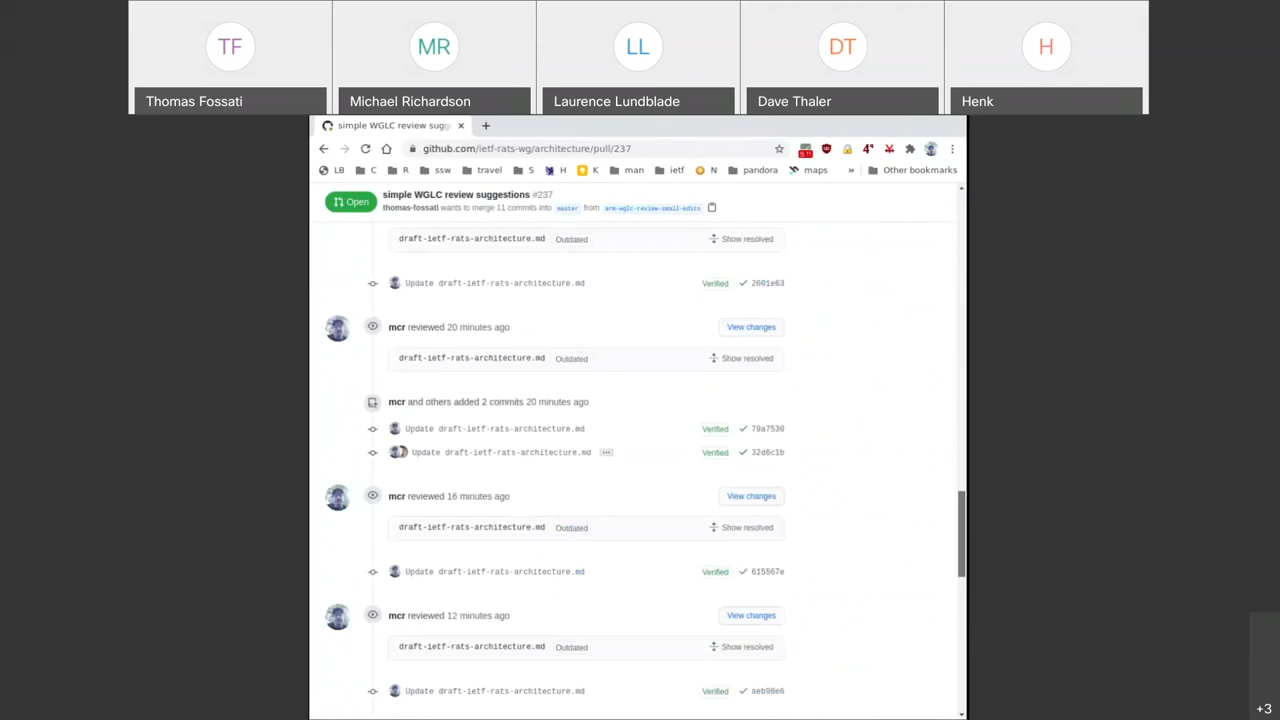 TF
MR
LL
DT
H
Thomas Fossati
Michael Richardson
Laurence Lundblade
Dave Thaler
Henk
simple WGLC review sugg
github.com/ietf-rats-wg/architecture/pull/237
LB C R ssw travel S H K man ietf N pandora maps » Other bookmarks
Open
simple WGLC review suggestions #237
thomas-fossati wants to merge 11 commits into master from arm-wglc-review-small-edits
draft-ietf-rats-architecture.md Outdated Show resolved
Update draft-ietf-rats-architecture.md Verified 2601e63
mcr reviewed 20 minutes ago View changes
draft-ietf-rats-architecture.md Outdated Show resolved
mcr and others added 2 commits 20 minutes ago
Update draft-ietf-rats-architecture.md Verified 79a7530
Update draft-ietf-rats-architecture.md ... Verified 32d6c1b
mcr reviewed 16 minutes ago View changes
draft-ietf-rats-architecture.md Outdated Show resolved
Update draft-ietf-rats-architecture.md Verified 615567e
mcr reviewed 12 minutes ago View changes
draft-ietf-rats-architecture.md Outdated Show resolved
Update draft-ietf-rats-architecture.md Verified aeb98e6
+3